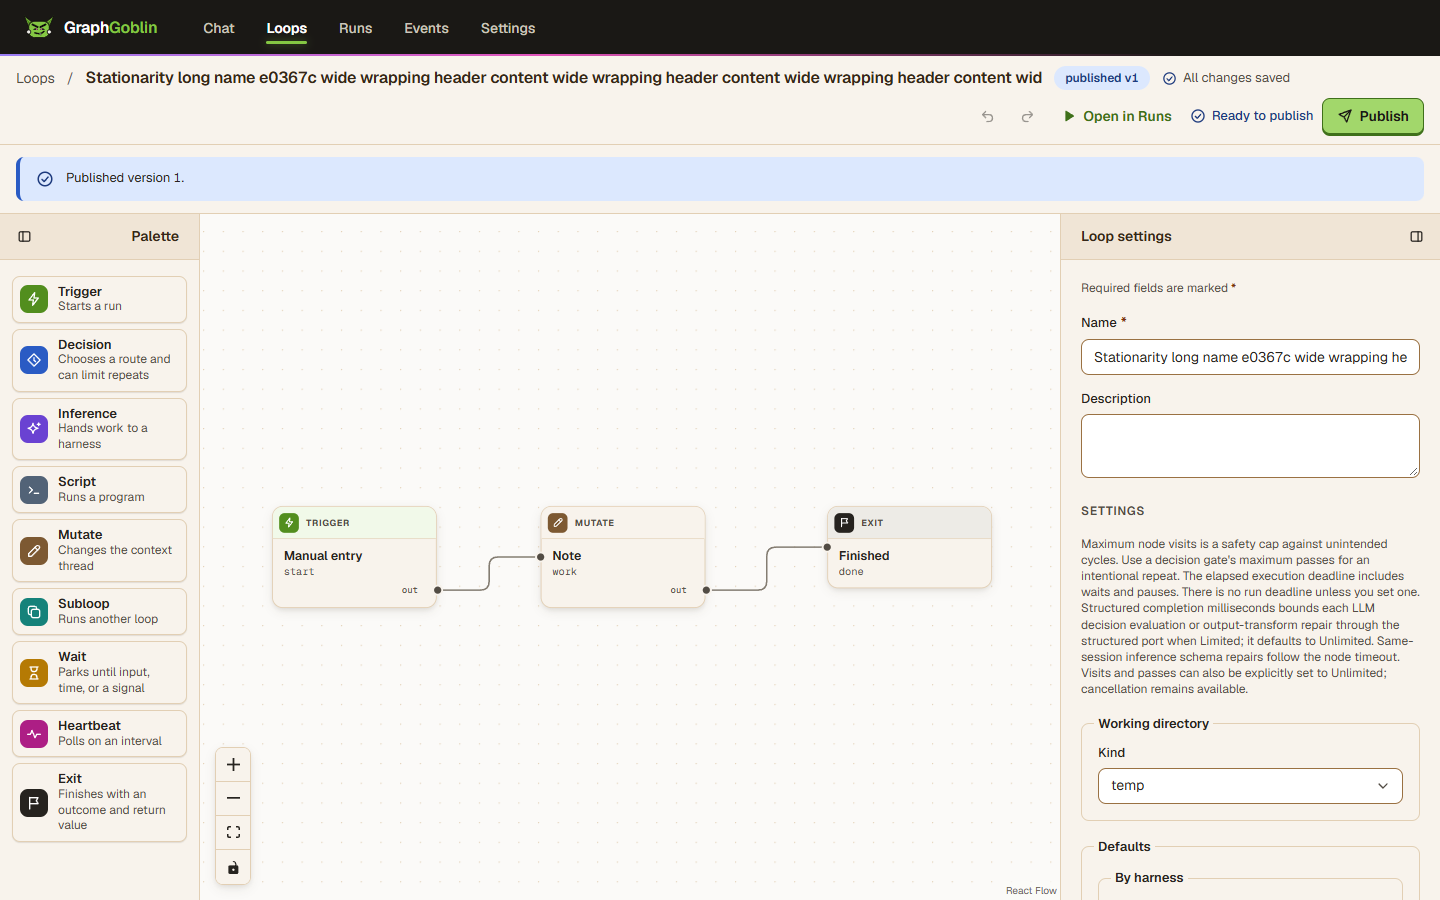 GraphGoblin
Chat
Loops
Runs
Events
Settings
Loops / Stationarity long name e0367c wide wrapping header content wide wrapping header content wide wrapping header content wid
published v1
All changes saved
Open in Runs
Ready to publish
Publish
Published version 1.
Palette
Trigger
Starts a run
Decision
Chooses a route and
can limit repeats
Inference
Hands work to a
harness
Script
Runs a program
Mutate
Changes the context
thread
Subloop
Runs another loop
Wait
Parks until input,
time, or a signal
Heartbeat
Polls on an interval
Exit
Finishes with an
outcome and return
value
TRIGGER
Manual entry
start
out
MUTATE
Note
work
out
EXIT
Finished
done
React Flow
Loop settings
Required fields are marked *
Name *
Stationarity long name e0367c wide wrapping he
Description
SETTINGS
Maximum node visits is a safety cap against unintended
cycles. Use a decision gate's maximum passes for an
intentional repeat. The elapsed execution deadline includes
waits and pauses. There is no run deadline unless you set one.
Structured completion milliseconds bounds each LLM
decision evaluation or output-transform repair through the
structured port when Limited; it defaults to Unlimited. Same-
session inference schema repairs follow the node timeout.
Visits and passes can also be explicitly set to Unlimited;
cancellation remains available.
Working directory
Kind
temp
Defaults
By harness